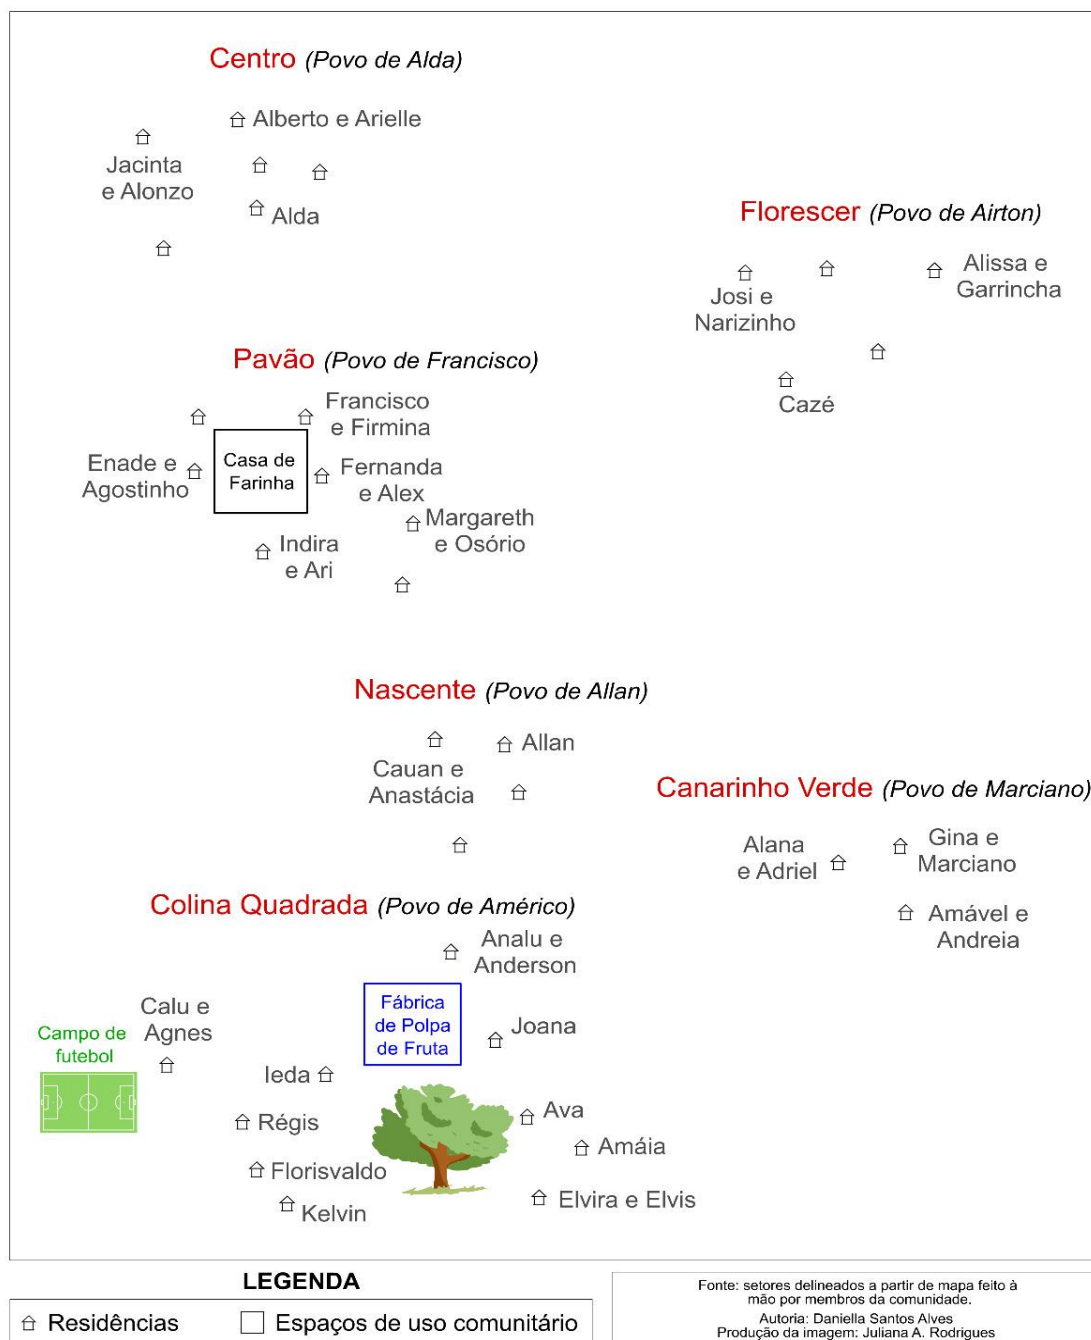 Centro (Povo de Alda)
Alberto e Arielle
Jacinta
e Alonzo
Alda
Florescer (Povo de Airton)
Alissa e
Garrincha
Josi e
Narizinho
Cazé
Pavão (Povo de Francisco)
Francisco
e Firmina
Casa de
Farinha
Enade e
Agostinho
Fernanda
e Alex
Margareth
e Osório
Indira
e Ari
Nascente (Povo de Allan)
Allan
Cauan e
Anastácia
Canarinho Verde (Povo de Marciano)
Alana
e Adriel
Gina e
Marciano
Amável e
Andreia
Colina Quadrada (Povo de Américo)
Analu e
Anderson
Fábrica
de Polpa
de Fruta
Calu e
Agnes
Campo de
futebol
Joana
Ieda
Régis
Ava
Amáia
Florisvaldo
Kelvin
Elvira e Elvis
LEGENDA
Residências
Espaços de uso comunitário
Fonte: setores delineados a partir de mapa feito à
mão por membros da comunidade.
Autoria: Daniella Santos Alves
Produção da imagem: Juliana A. Rodrigues